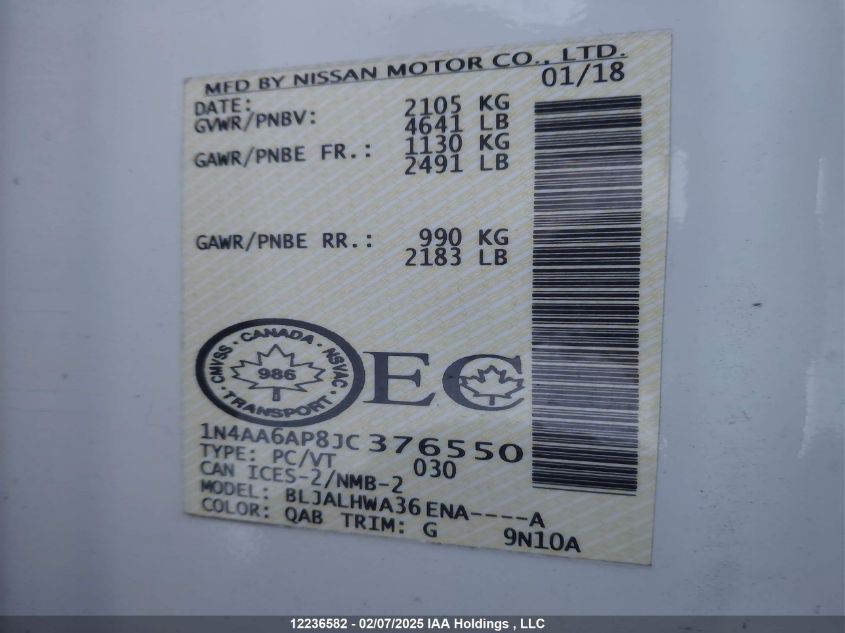 MFD BY NISSAN MOTOR CO., LTD.
DATE: 01/18
GVWR/PNBV: 2105 KG
4641 LB
GAWR/PNBE FR.: 1130 KG
2491 LB
GAWR/PNBE RR.: 990 KG
2183 LB
CMVSS · CANADA · NSVAC
986
TRANSPORT
EC
1N4AA6AP8JC376550
TYPE: PC/VT 030
CAN ICES-2/NMB-2
MODEL: BLJALHWA36ENA----A
COLOR: QAB TRIM: G 9N10A
12236582 - 02/07/2025 IAA Holdings , LLC